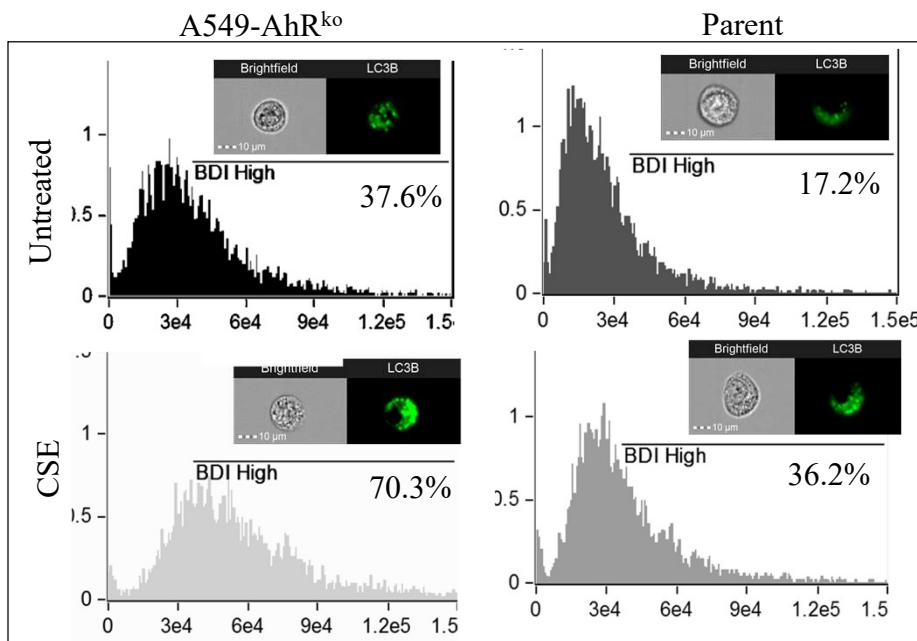 A549-AhRko Parent
Untreated
Brightfield LC3B
10 μm
BDI High
37.6%
1
0
0 3e4 6e4 9e4 1.2e5 1.5
Brightfield LC3B
10 μm
BDI High
17.2%
1
0.5
0
0 3e4 6e4 9e4 1.2e5 1.5e5
CSE
Brightfield LC3B
10 μm
BDI High
70.3%
1
0
0 3e4 6e4 9e4 1.2e5
Brightfield LC3B
10 μm
BDI High
36.2%
1
0.5
0
0 3e4 6e4 9e4 1.2e5